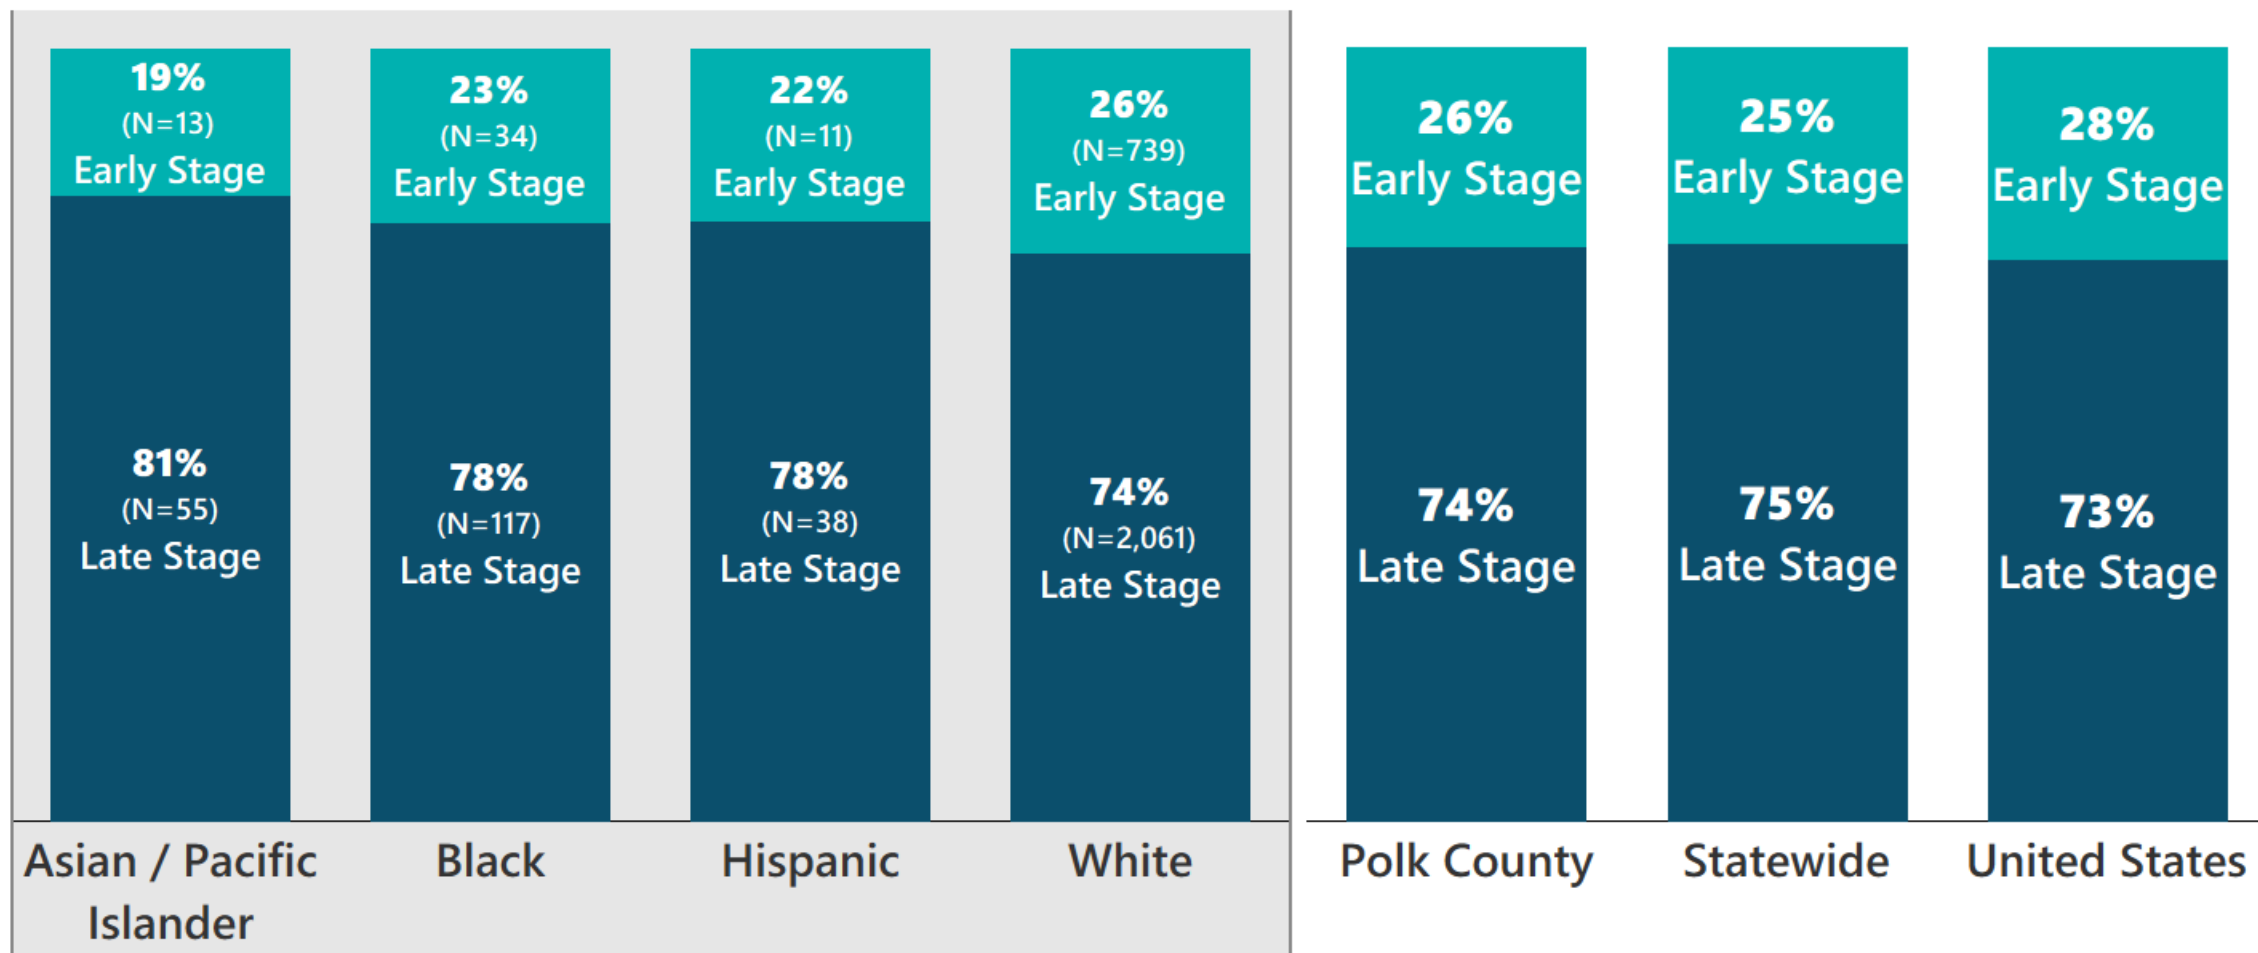 19%
(N=13)
Early Stage
81%
(N=55)
Late Stage
Asian / Pacific
Islander
23%
(N=34)
Early Stage
78%
(N=117)
Late Stage
Black
22%
(N=11)
Early Stage
78%
(N=38)
Late Stage
Hispanic
26%
(N=739)
Early Stage
74%
(N=2,061)
Late Stage
White
26%
Early Stage
74%
Late Stage
Polk County
25%
Early Stage
75%
Late Stage
Statewide
28%
Early Stage
73%
Late Stage
United States